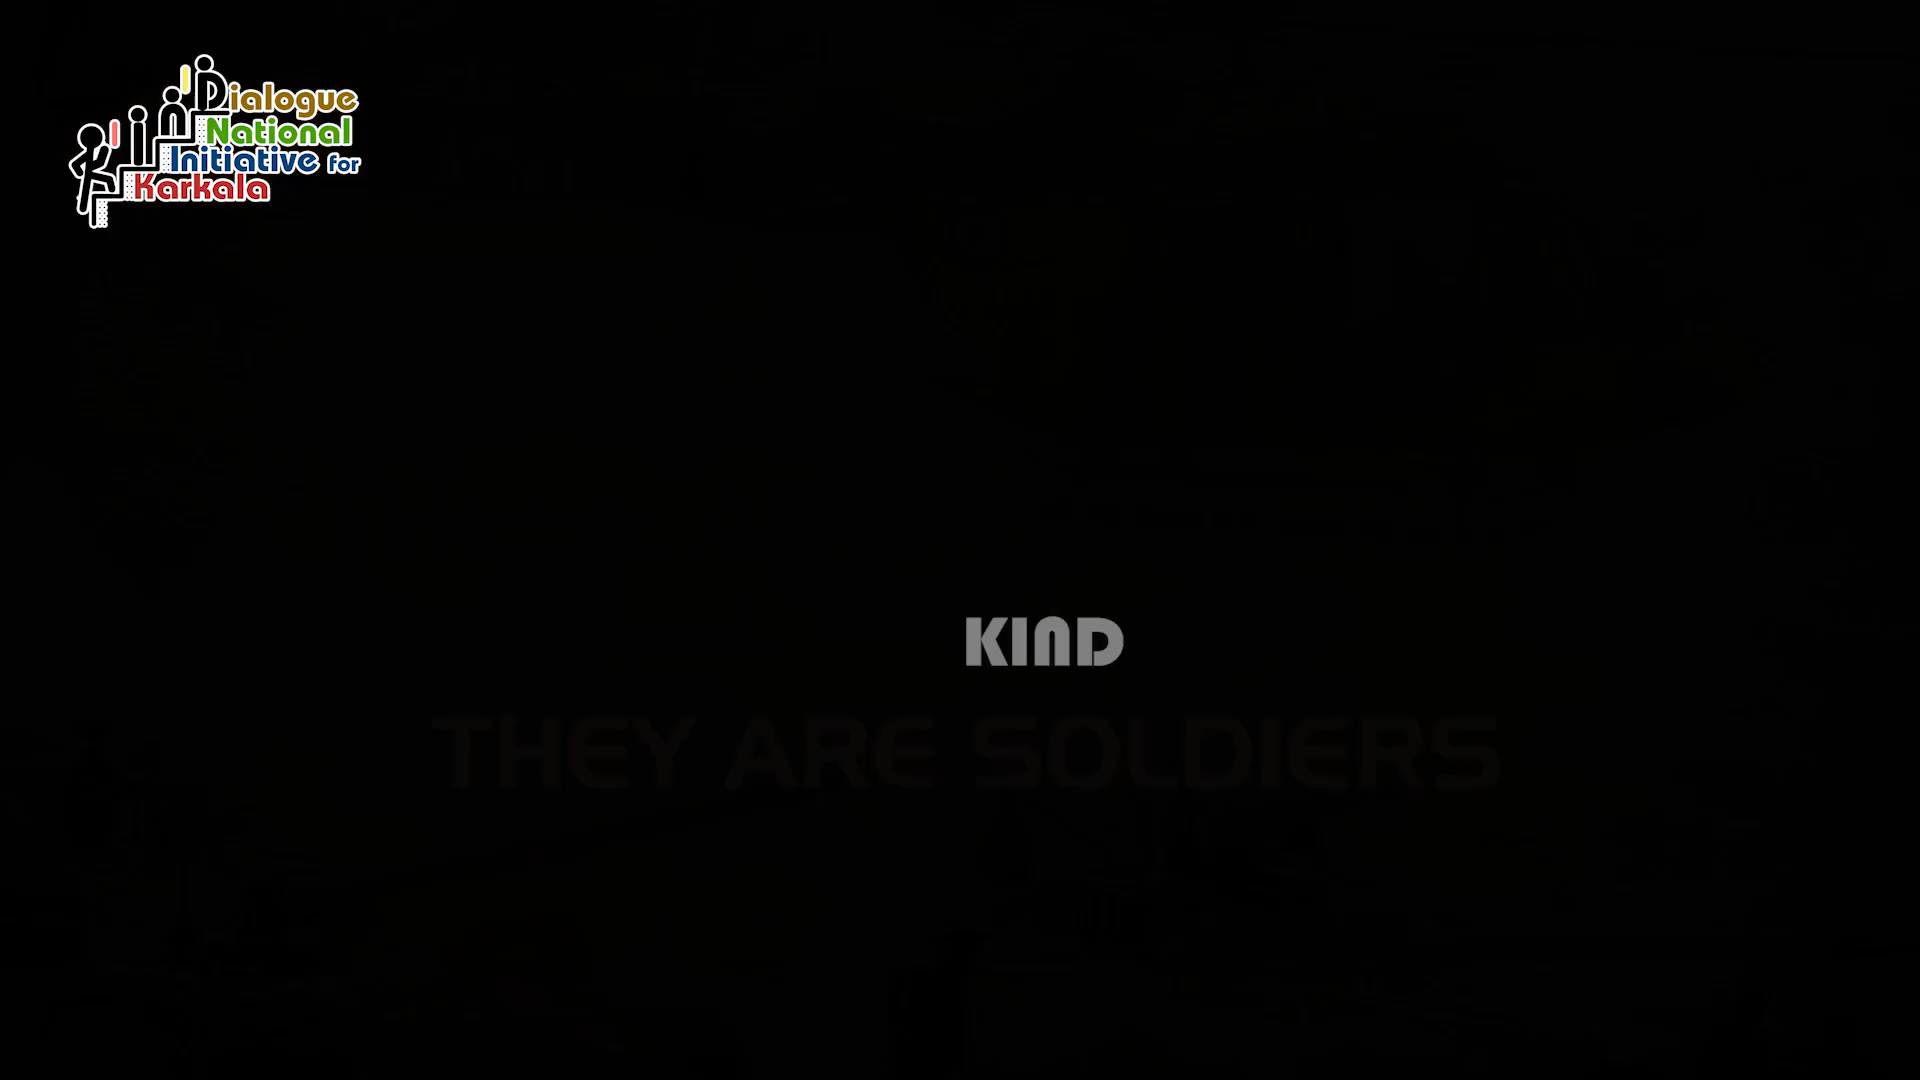 Dialogue
National
Initiative for
Karkala
KIND
THEY ARE SOLDIERS